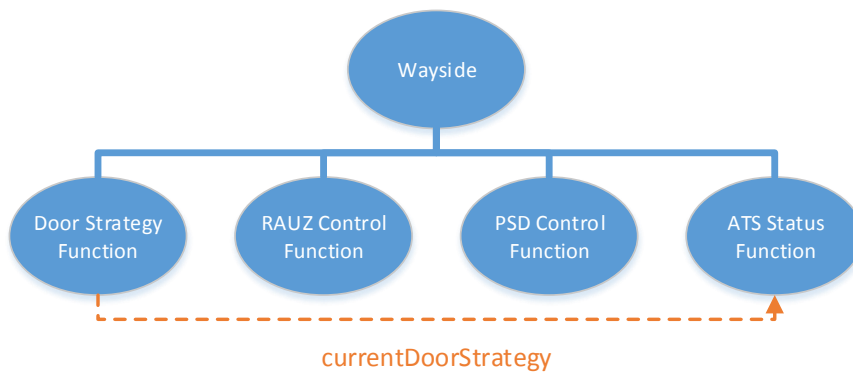 Wayside
Door Strategy
Function
RAUZ Control
Function
PSD Control
Function
ATS Status
Function
currentDoorStrategy